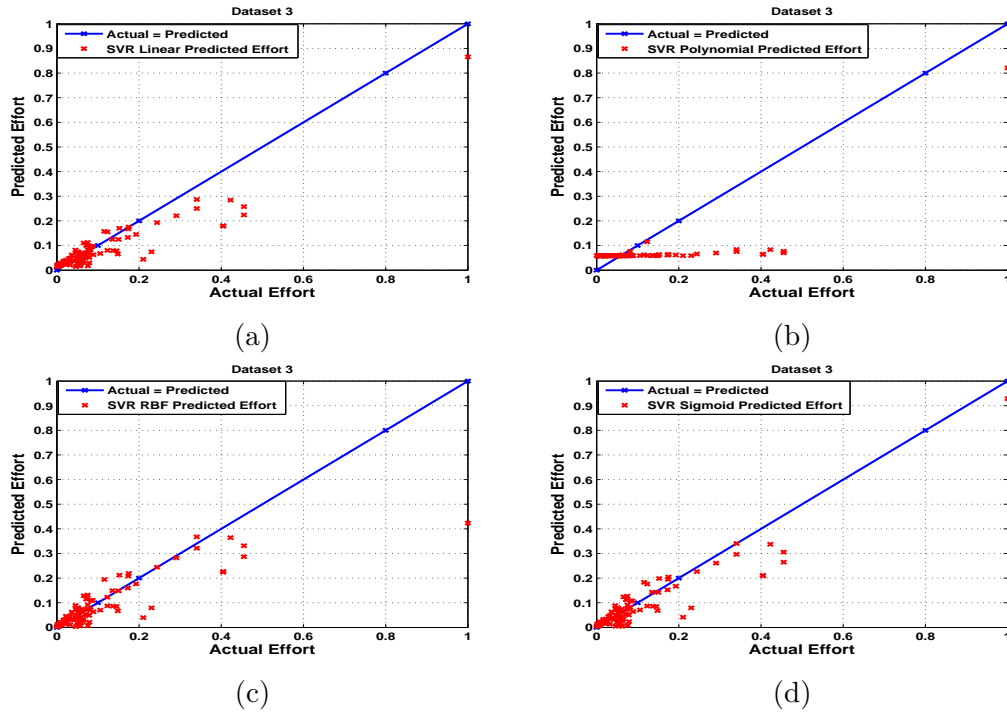 Dataset 3
Actual = Predicted
SVR Linear Predicted Effort
Predicted Effort
1
0.9
0.8
0.7
0.6
0.5
0.4
0.3
0.2
0.1
0
0 0.2 0.4 0.6 0.8 1
Actual Effort
(a)
Dataset 3
Actual = Predicted
SVR Polynomial Predicted Effort
Predicted Effort
1
0.9
0.8
0.7
0.6
0.5
0.4
0.3
0.2
0.1
0
0 0.2 0.4 0.6 0.8 1
Actual Effort
(b)
Dataset 3
Actual = Predicted
SVR RBF Predicted Effort
Predicted Effort
1
0.9
0.8
0.7
0.6
0.5
0.4
0.3
0.2
0.1
0
0 0.2 0.4 0.6 0.8 1
Actual Effort
(c)
Dataset 3
Actual = Predicted
SVR Sigmoid Predicted Effort
Predicted Effort
1
0.9
0.8
0.7
0.6
0.5
0.4
0.3
0.2
0.1
0
0 0.2 0.4 0.6 0.8 1
Actual Effort
(d)